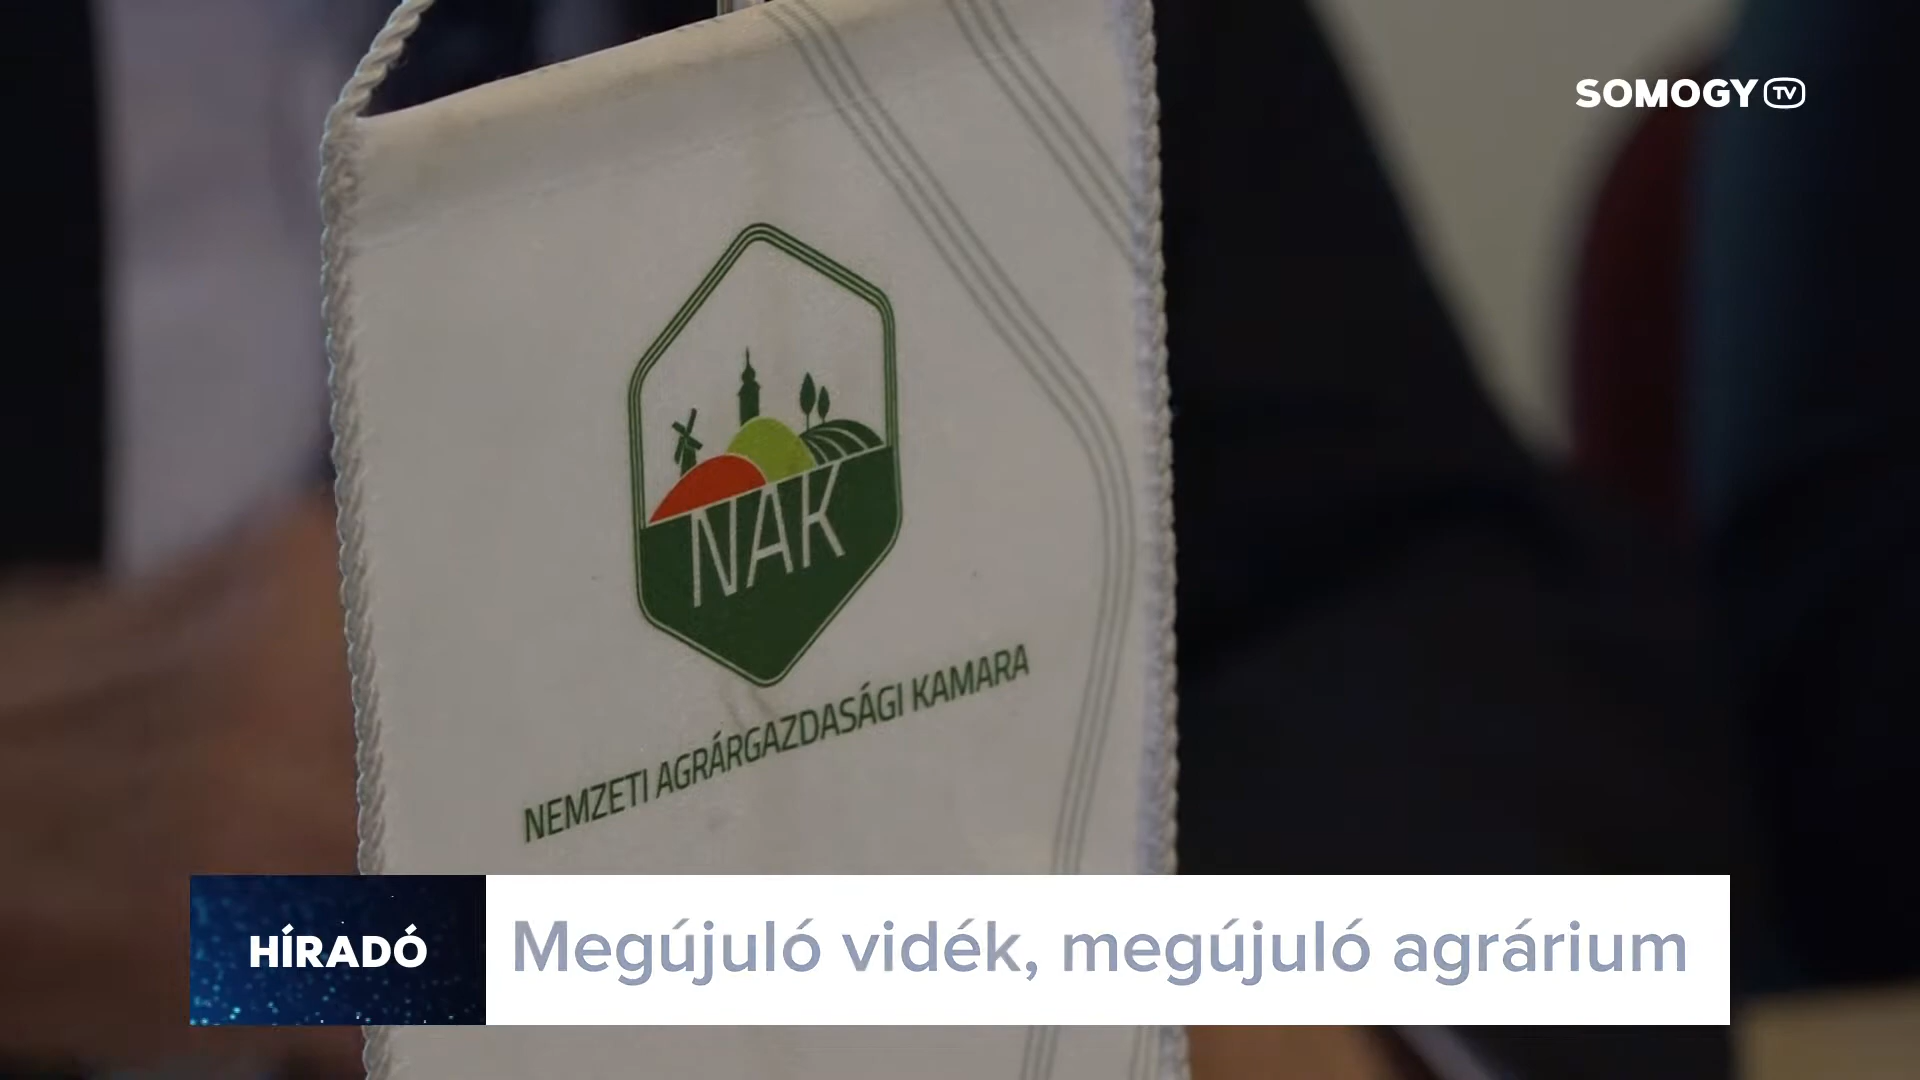 SOMOGY TV
NAK
NEMZETI AGRÁRGAZDASÁGI KAMARA
HÍRADÓ
Megújuló vidék, megújuló agrárium